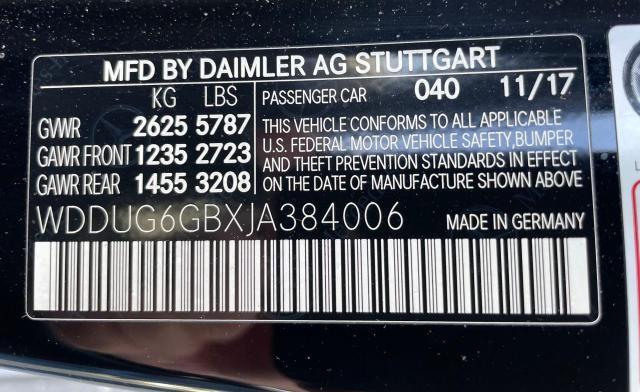 MFD BY DAIMLER AG STUTTGART
KG LBS
GVWR 2625 5787
GAWR FRONT 1235 2723
GAWR REAR 1455 3208
PASSENGER CAR 040 11/17
THIS VEHICLE CONFORMS TO ALL APPLICABLE
U.S. FEDERAL MOTOR VEHICLE SAFETY,BUMPER
AND THEFT PREVENTION STANDARDS IN EFFECT
ON THE DATE OF MANUFACTURE SHOWN ABOVE
WDDUG6GBXJA384006 MADE IN GERMANY